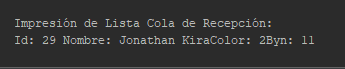 Impresión de Lista Cola de Recepción:
Id: 29 Nombre: Jonathan KiraColor: 2Byn: 11